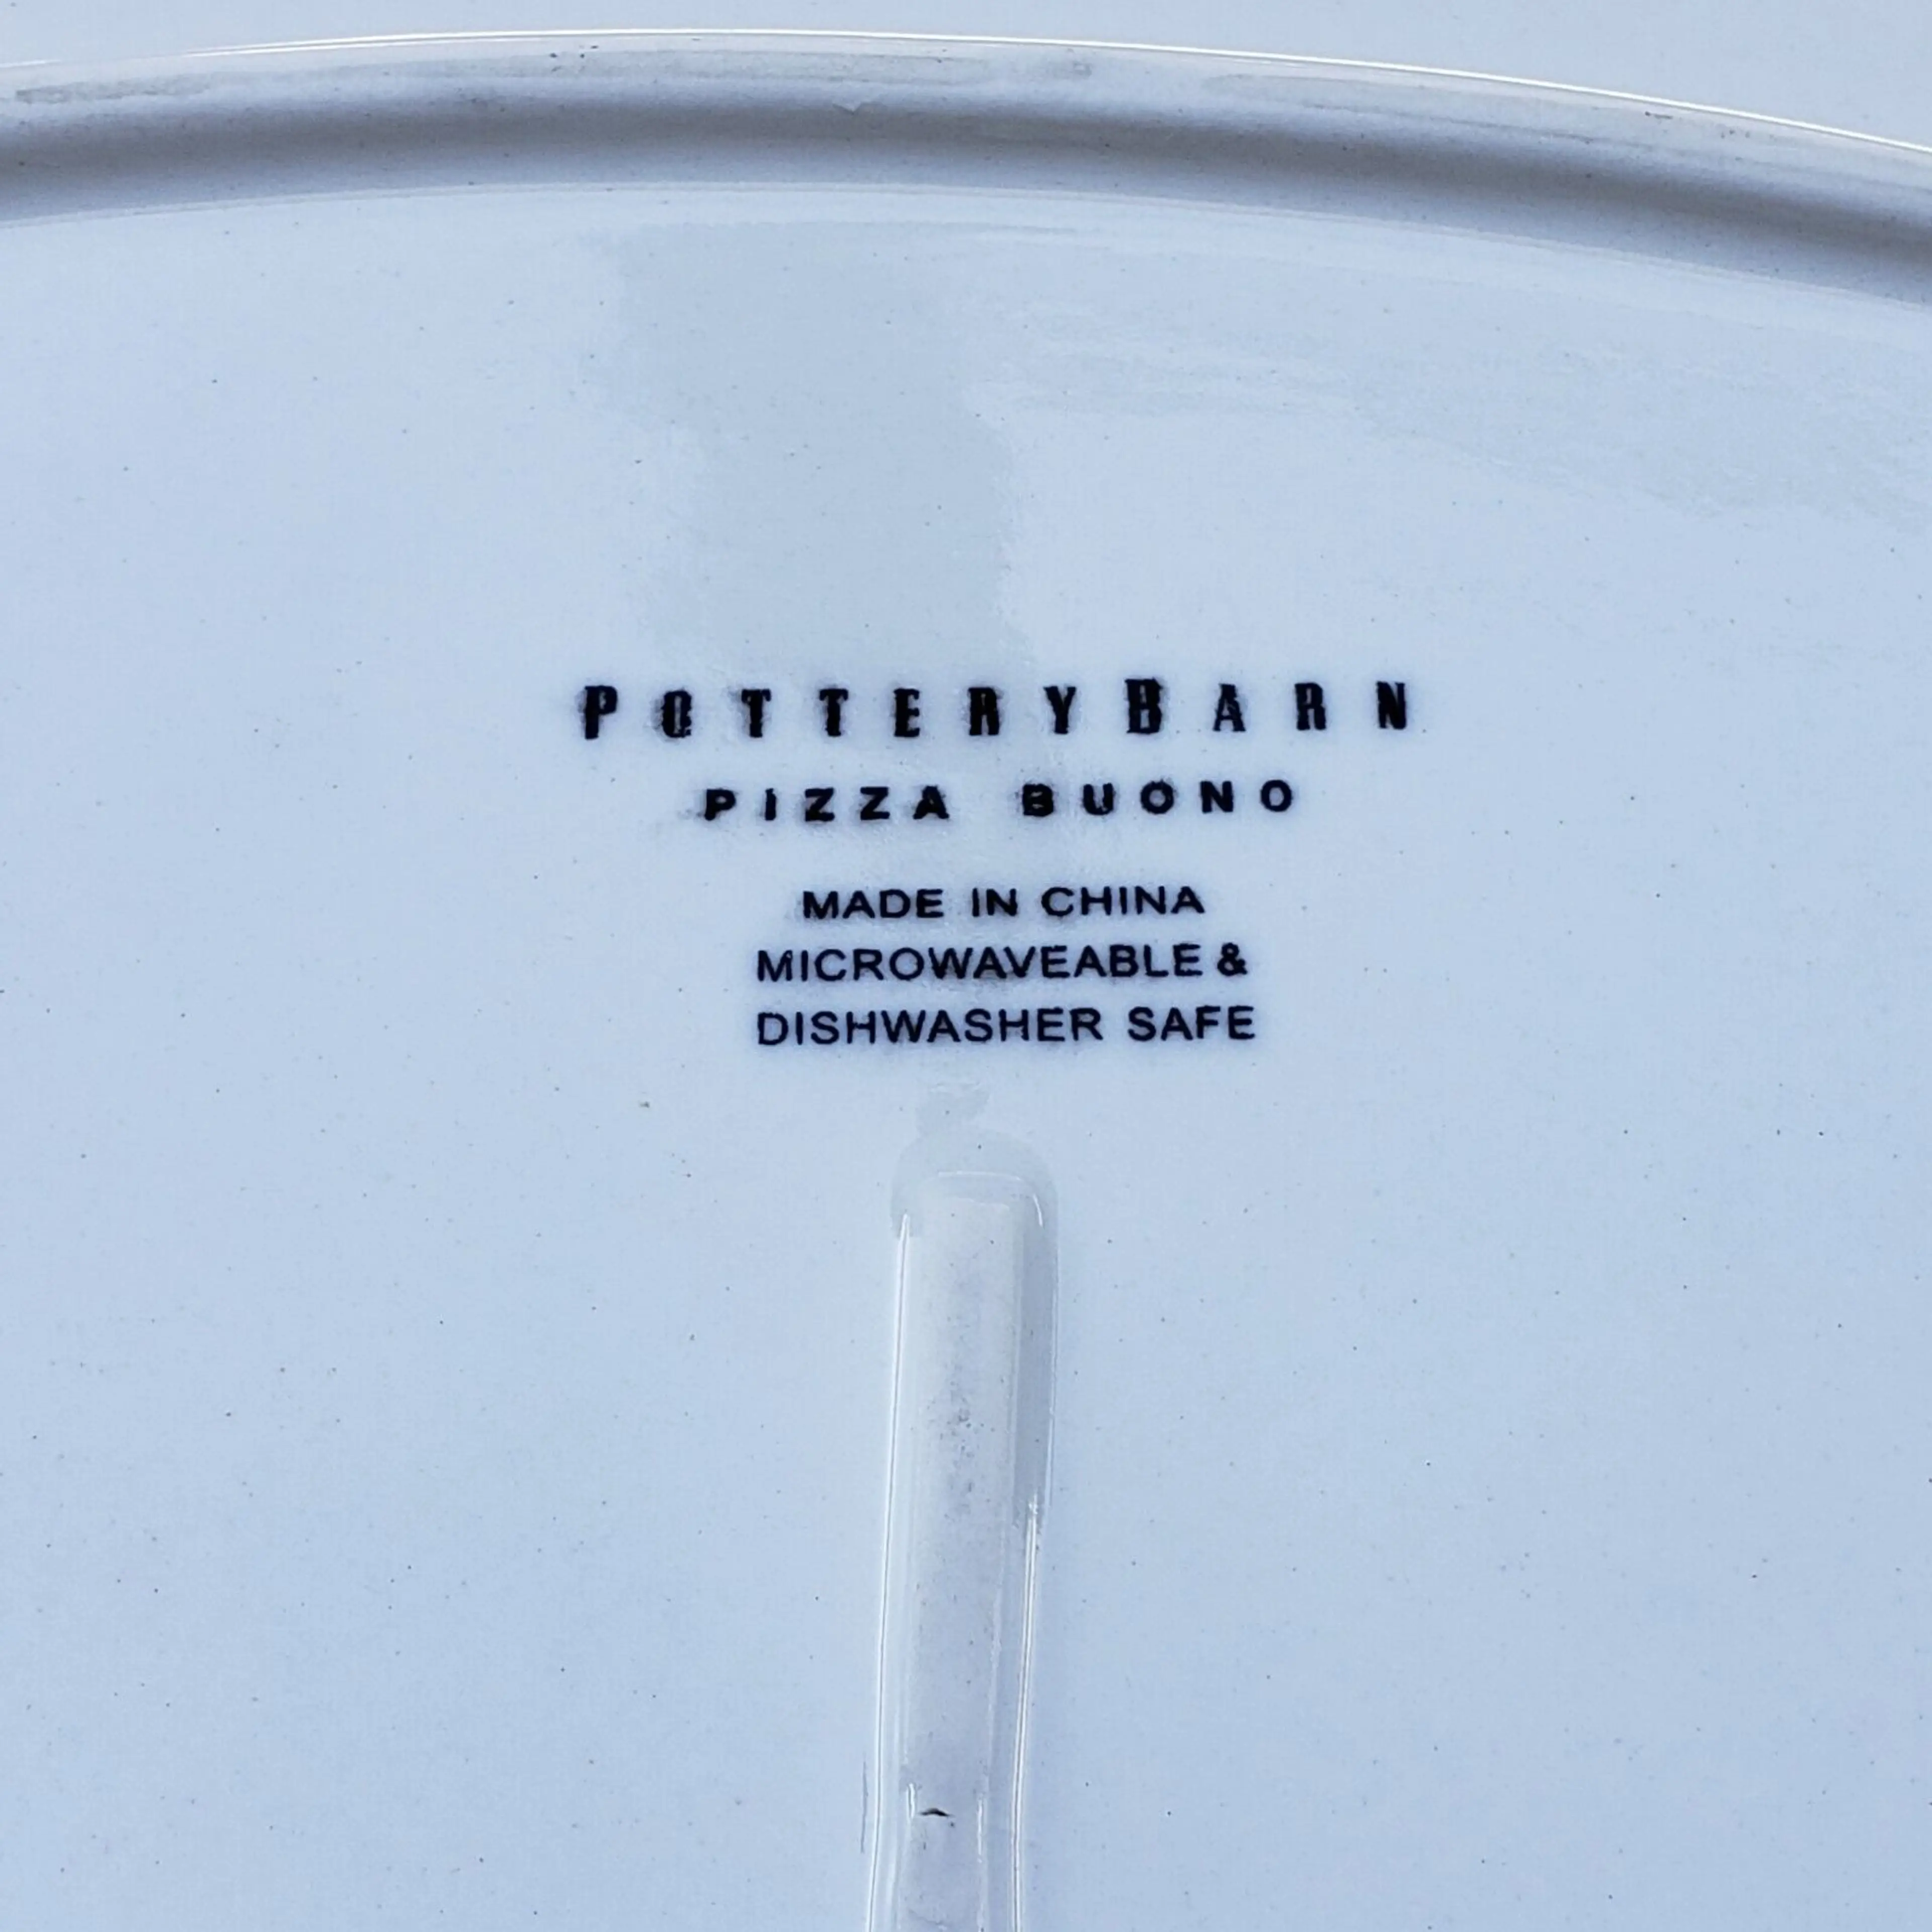 POTTERYBARN
PIZZA BUONO
MADE IN CHINA
MICROWAVEABLE &
DISHWASHER SAFE